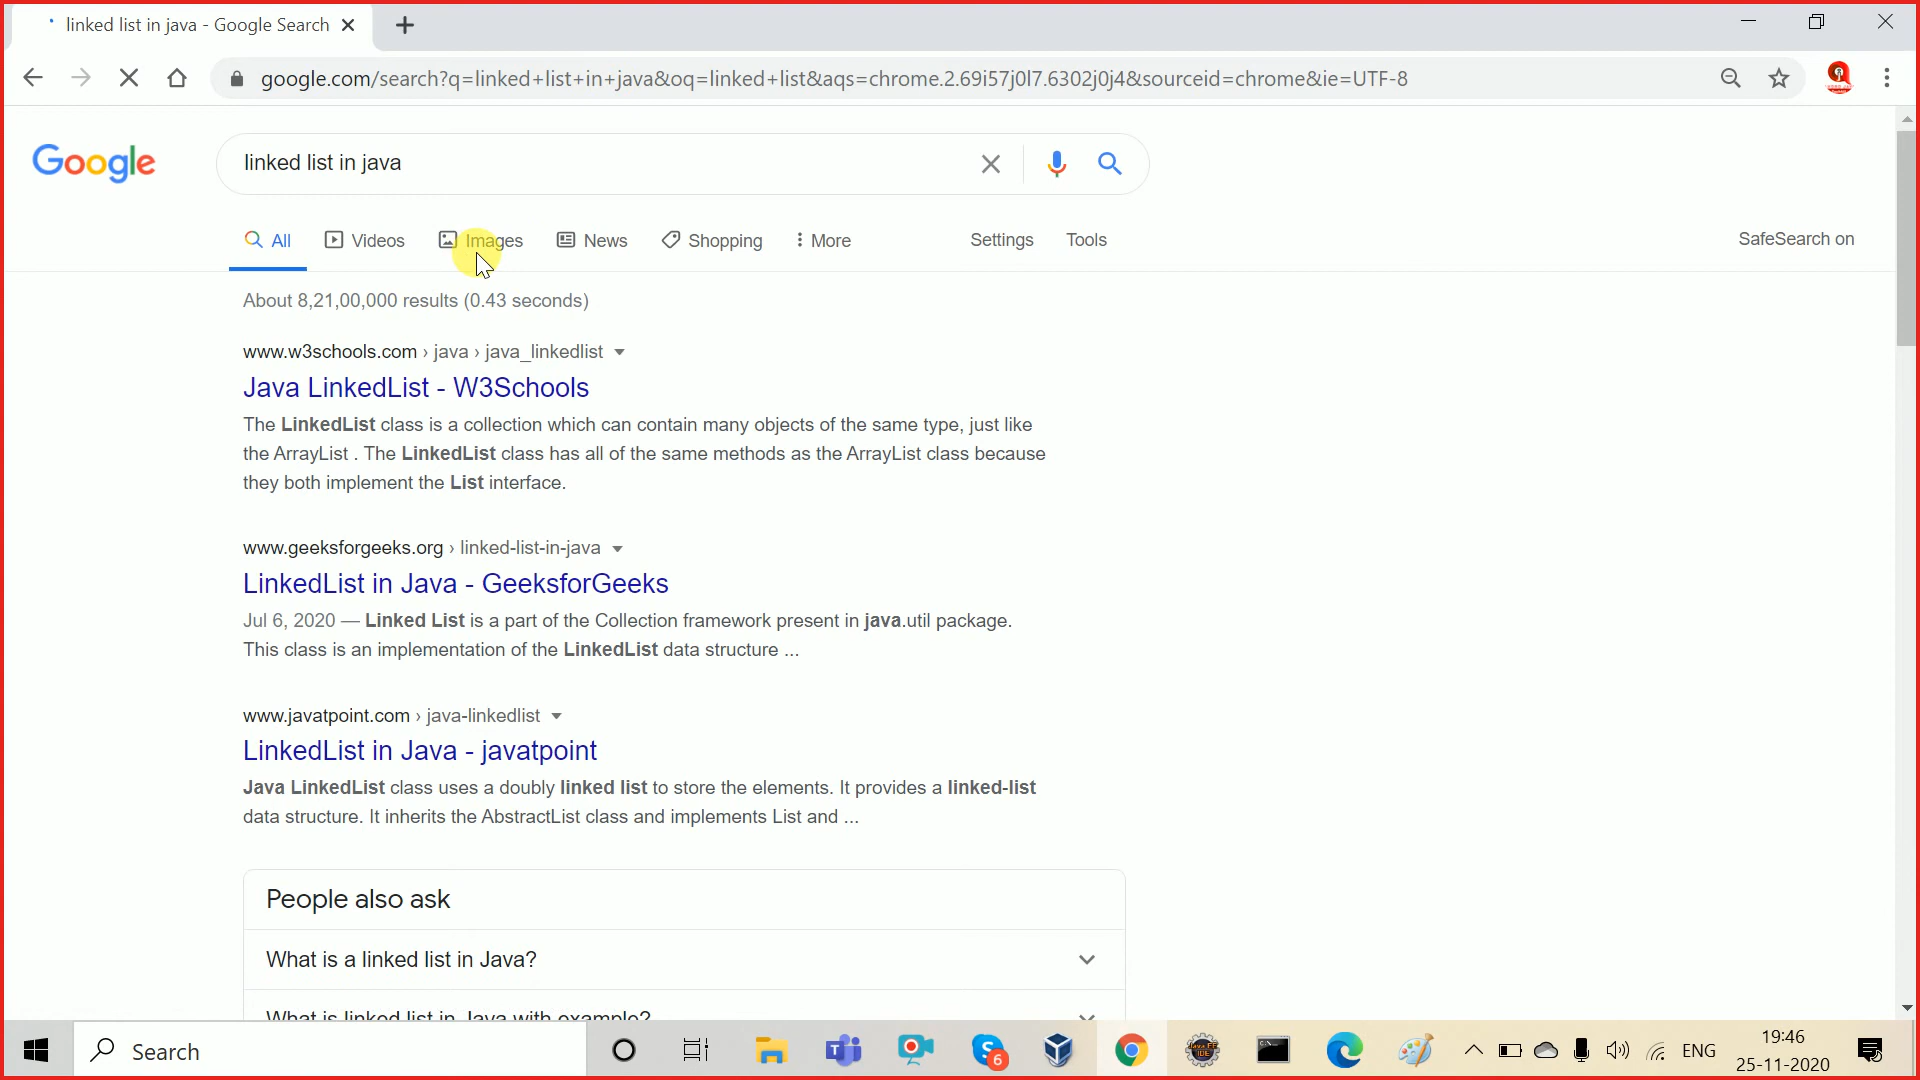 linked list in java - Google Search
google.com/search?q=linked+list+in+java&oq=linked+list&aqs=chrome.2.69i57j0l7.6302j0j4&sourceid=chrome&ie=UTF-8
Google
linked list in java
All Videos Images News Shopping More Settings Tools SafeSearch on
About 8,21,00,000 results (0.43 seconds)
www.w3schools.com › java › java_linkedlist
Java LinkedList - W3Schools
The LinkedList class is a collection which can contain many objects of the same type, just like
the ArrayList . The LinkedList class has all of the same methods as the ArrayList class because
they both implement the List interface.
www.geeksforgeeks.org › linked-list-in-java
LinkedList in Java - GeeksforGeeks
Jul 6, 2020 — Linked List is a part of the Collection framework present in java.util package.
This class is an implementation of the LinkedList data structure ...
www.javatpoint.com › java-linkedlist
LinkedList in Java - javatpoint
Java LinkedList class uses a doubly linked list to store the elements. It provides a linked-list
data structure. It inherits the AbstractList class and implements List and ...
People also ask
What is a linked list in Java?
What is linked list in Java with example?
Search
6
ENG
19:46
25-11-2020